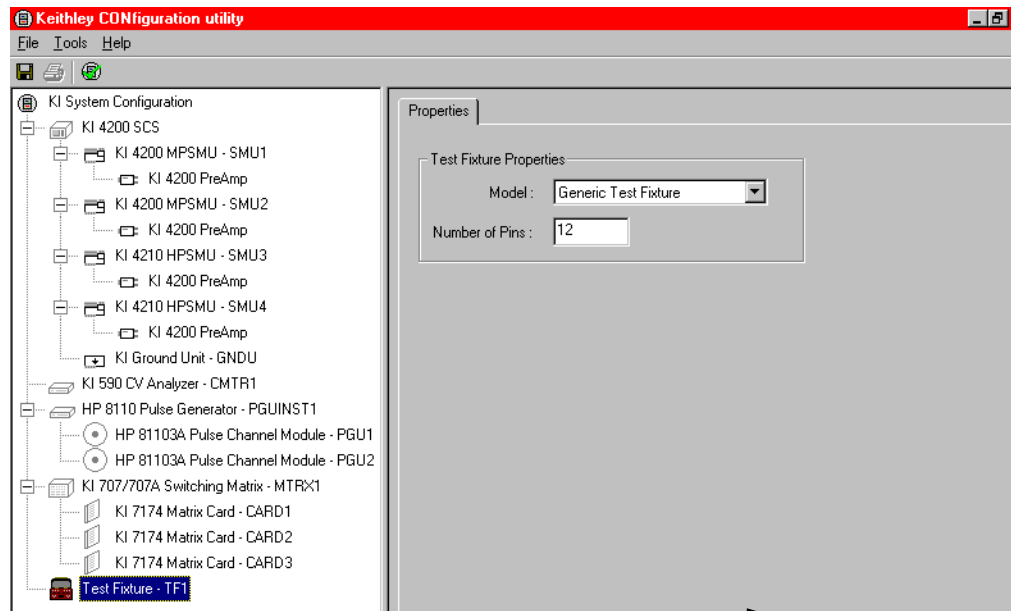 Keithley CONfiguration utility
File Tools Help
KI System Configuration
KI 4200 SCS
KI 4200 MPSMU - SMU1
KI 4200 PreAmp
KI 4200 MPSMU - SMU2
KI 4200 PreAmp
KI 4210 HPSMU - SMU3
KI 4200 PreAmp
KI 4210 HPSMU - SMU4
KI 4200 PreAmp
KI Ground Unit - GNDU
KI 590 CV Analyzer - CMTR1
HP 8110 Pulse Generator - PGUINST1
HP 81103A Pulse Channel Module - PGU1
HP 81103A Pulse Channel Module - PGU2
KI 707/707A Switching Matrix - MTRX1
KI 7174 Matrix Card - CARD1
KI 7174 Matrix Card - CARD2
KI 7174 Matrix Card - CARD3
Test Fixture - TF1
Properties
Test Fixture Properties
Model : Generic Test Fixture
Number of Pins : 12